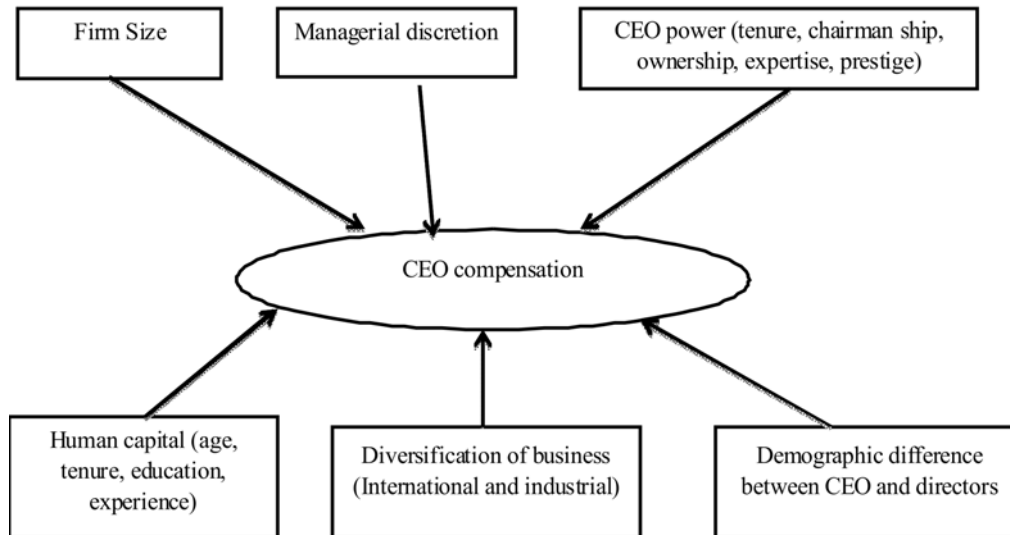 Firm Size
Managerial discretion
CEO power (tenure, chairman ship,
ownership, expertise, prestige)
CEO compensation
Human capital (age,
tenure, education,
experience)
Diversification of business
(International and industrial)
Demographic difference
between CEO and directors